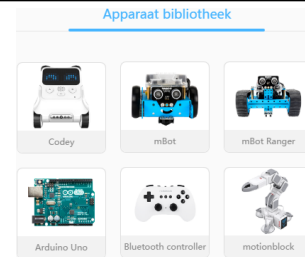 Apparaat bibliotheek
Codey
mBot
mBot Ranger
Arduino Uno
Bluetooth controller
motionblock